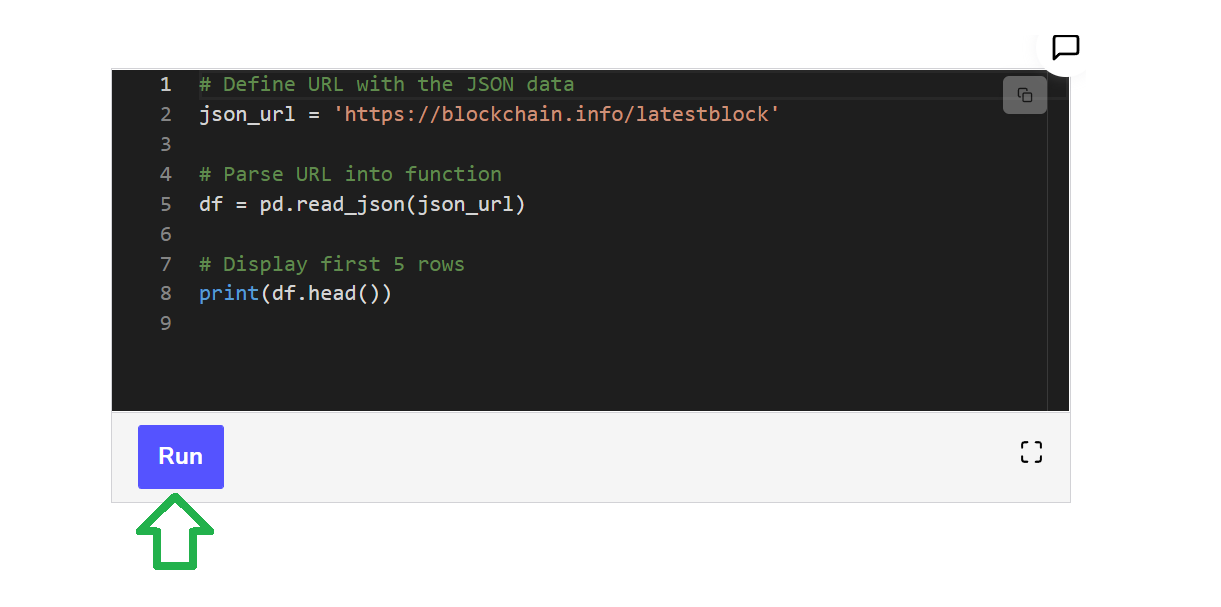 1 # Define URL with the JSON data
2 json_url = 'https://blockchain.info/latestblock'
3
4 # Parse URL into function
5 df = pd.read_json(json_url)
6
7 # Display first 5 rows
8 print(df.head())
9
Run